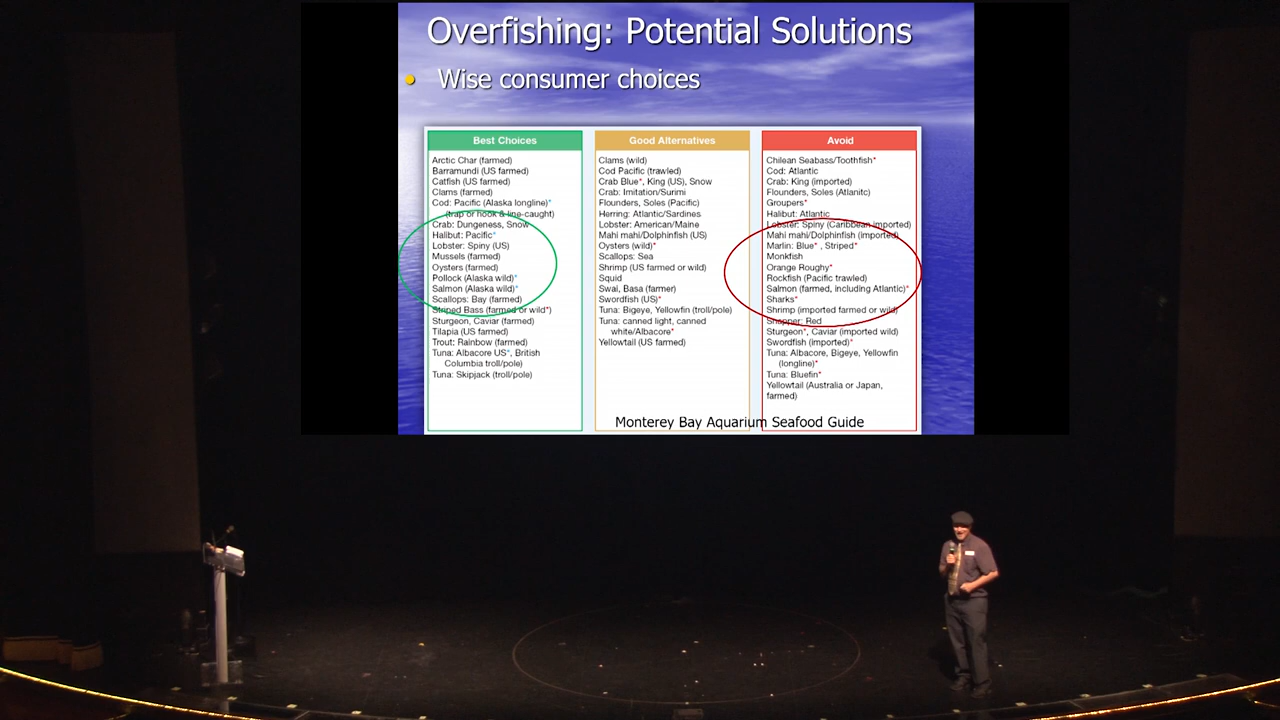 Overfishing: Potential Solutions
• Wise consumer choices
Best Choices
Arctic Char (farmed)
Barramundi (US farmed)
Catfish (US farmed)
Clams (farmed)
Cod: Pacific (Alaska longline)*
(trap or hook & line-caught)
Crab: Dungeness, Snow
Halibut: Pacific*
Lobster: Spiny (US)
Mussels (farmed)
Oysters (farmed)
Pollock (Alaska wild)*
Salmon (Alaska wild)*
Scallops: Bay (farmed)
Striped Bass (farmed or wild*)
Sturgeon, Caviar (farmed)
Tilapia (US farmed)
Trout: Rainbow (farmed)
Tuna: Albacore US*, British
Columbia troll/pole)
Tuna: Skipjack (troll/pole)
Good Alternatives
Clams (wild)
Cod Pacific (trawled)
Crab Blue*, King (US), Snow
Crab: Imitation/Surimi
Flounders, Soles (Pacific)
Herring: Atlantic/Sardines
Lobster: American/Maine
Mahi mahi/Dolphinfish (US)
Oysters (wild)*
Scallops: Sea
Shrimp (US farmed or wild)
Squid
Swai, Basa (farmer)
Swordfish (US)*
Tuna: Bigeye, Yellowfin (troll/pole)
Tuna: canned light, canned
white/Albacore*
Yellowtail (US farmed)
Avoid
Chilean Seabass/Toothfish*
Cod: Atlantic
Crab: King (imported)
Flounders, Soles (Atlanitc)
Groupers*
Halibut: Atlantic
Lobster: Spiny (Caribbean imported)
Mahi mahi/Dolphinfish (imported)
Marlin: Blue* , Striped*
Monkfish
Orange Roughy*
Rockfish (Pacific trawled)
Salmon (farmed, including Atlantic)*
Sharks*
Shrimp (imported farmed or wild)
Snapper: Red
Sturgeon*, Caviar (imported wild)
Swordfish (imported)*
Tuna: Albacore, Bigeye, Yellowfin
(longline)*
Tuna: Bluefin*
Yellowtail (Australia or Japan,
farmed)
Monterey Bay Aquarium Seafood Guide